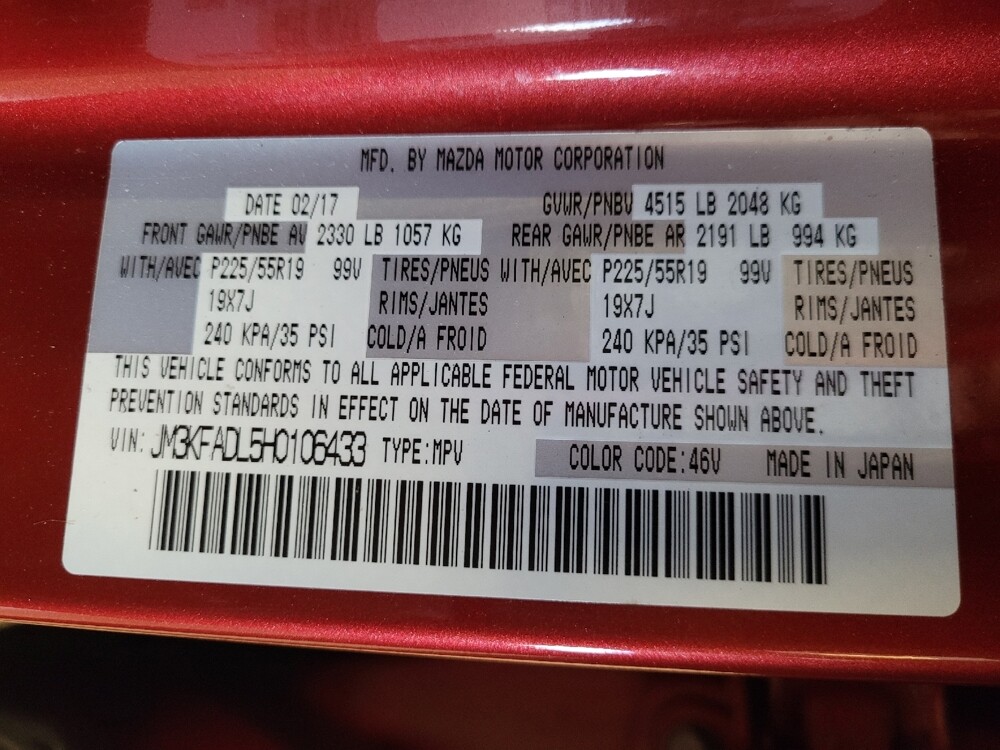 MFD. BY MAZDA MOTOR CORPORATION
DATE 02/17 GVWR/PNBV 4515 LB 2048 KG
FRONT GAWR/PNBE AV 2330 LB 1057 KG REAR GAWR/PNBE AR 2191 LB 994 KG
WITH/AVEC P225/55R19 99V TIRES/PNEUS WITH/AVEC P225/55R19 99V TIRES/PNEUS
19X7J RIMS/JANTES 19X7J RIMS/JANTES
240 KPA/35 PSI COLD/A FROID 240 KPA/35 PSI COLD/A FROID
THIS VEHICLE CONFORMS TO ALL APPLICABLE FEDERAL MOTOR VEHICLE SAFETY AND THEFT
PREVENTION STANDARDS IN EFFECT ON THE DATE OF MANUFACTURE SHOWN ABOVE.
VIN: JM3KFADL5H0106433 TYPE:MPV COLOR CODE:46V MADE IN JAPAN